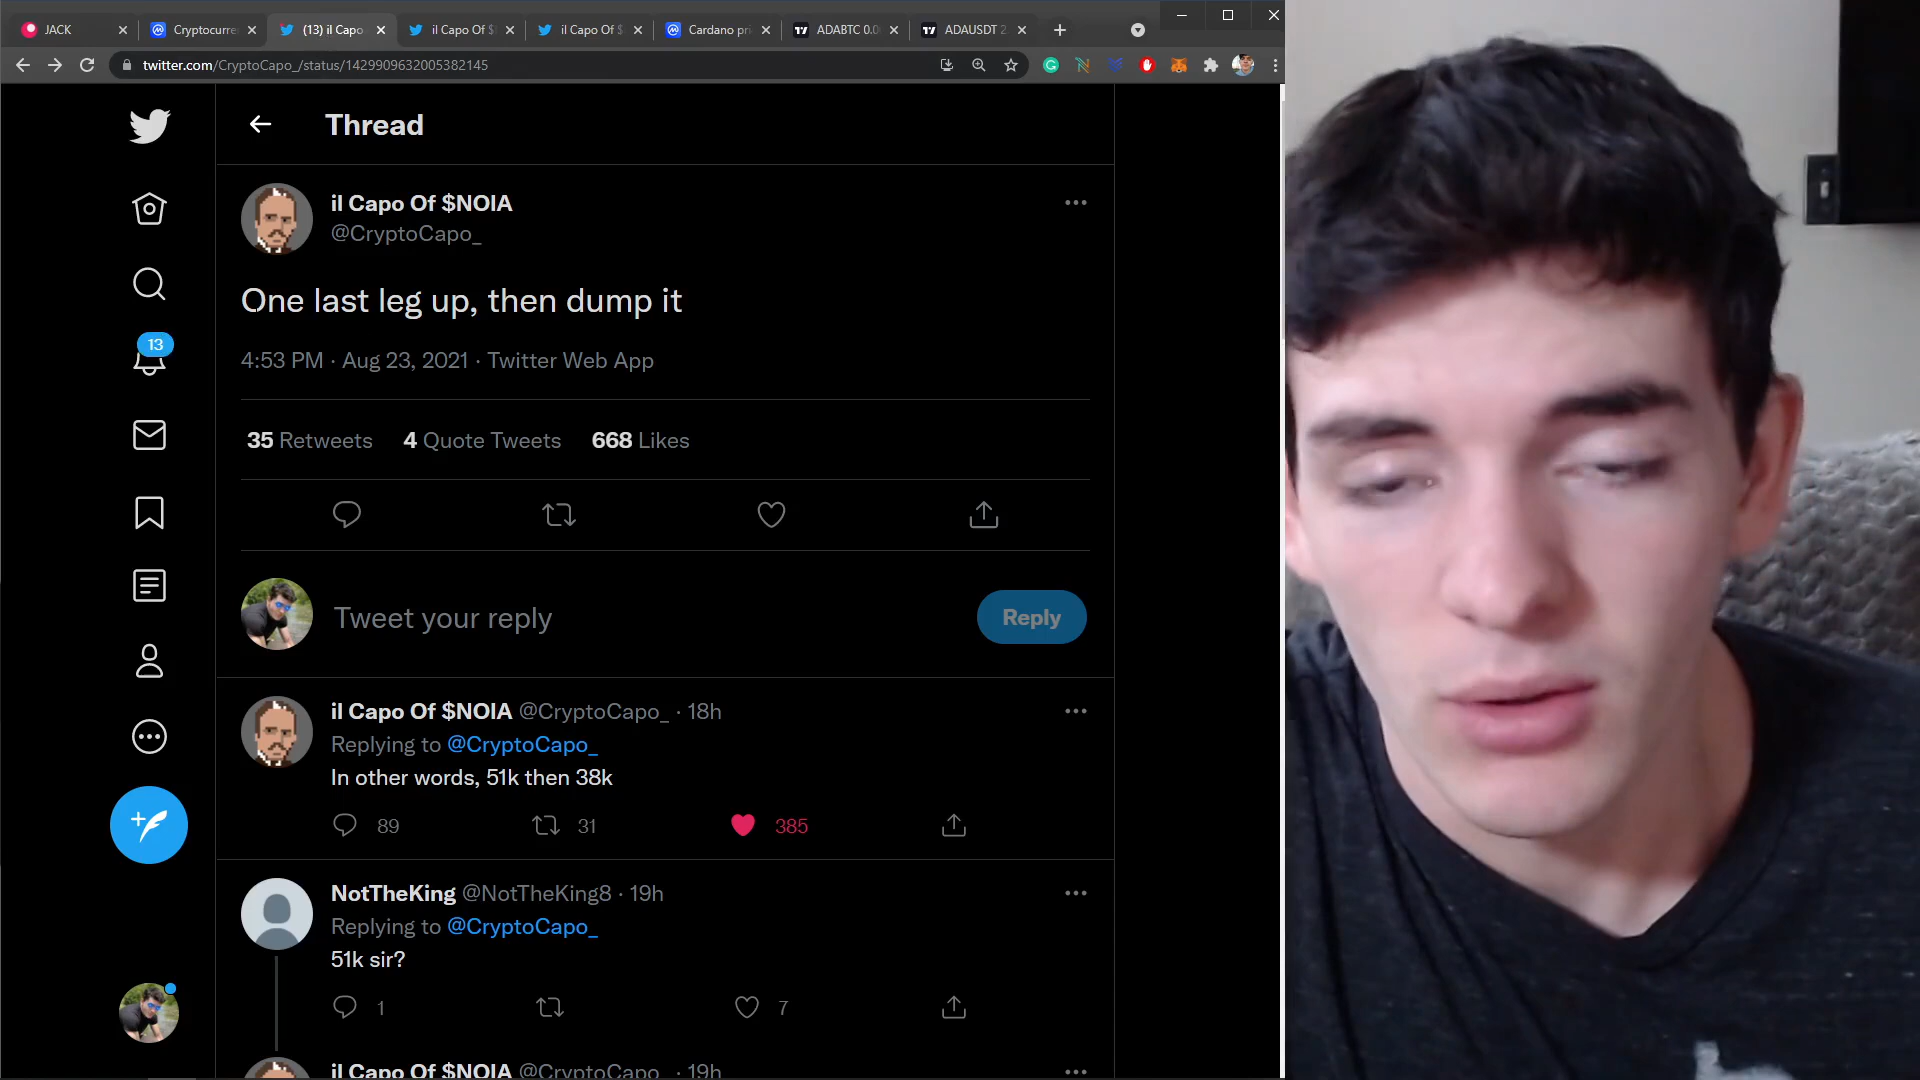 JACK
Cryptocurre
(13) il Capo
il Capo Of $
il Capo Of $
Cardano pri
ADABTC 0.0
ADAUSDT 2
twitter.com/CryptoCapo_/status/1429909632005382145
Thread
il Capo Of $NOIA
@CryptoCapo_
One last leg up, then dump it
13
4:53 PM · Aug 23, 2021 · Twitter Web App
35 Retweets 4 Quote Tweets 668 Likes
Tweet your reply
Reply
il Capo Of $NOIA @CryptoCapo_ · 18h
Replying to @CryptoCapo_
In other words, 51k then 38k
89 31 385
NotTheKing @NotTheKing8 · 19h
Replying to @CryptoCapo_
51k sir?
1 7
il Capo Of $NOIA @CryptoCapo_ · 19h